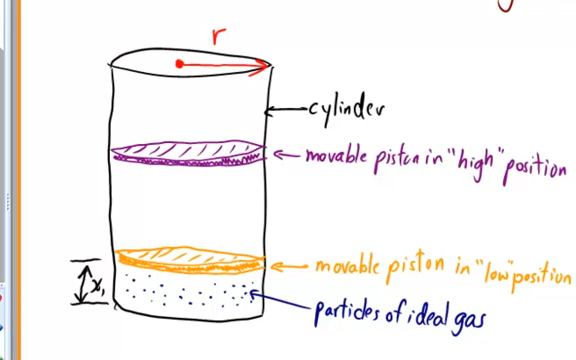 r
cylinder
movable piston in "high" position
movable piston in "low" position
x₁
particles of ideal gas